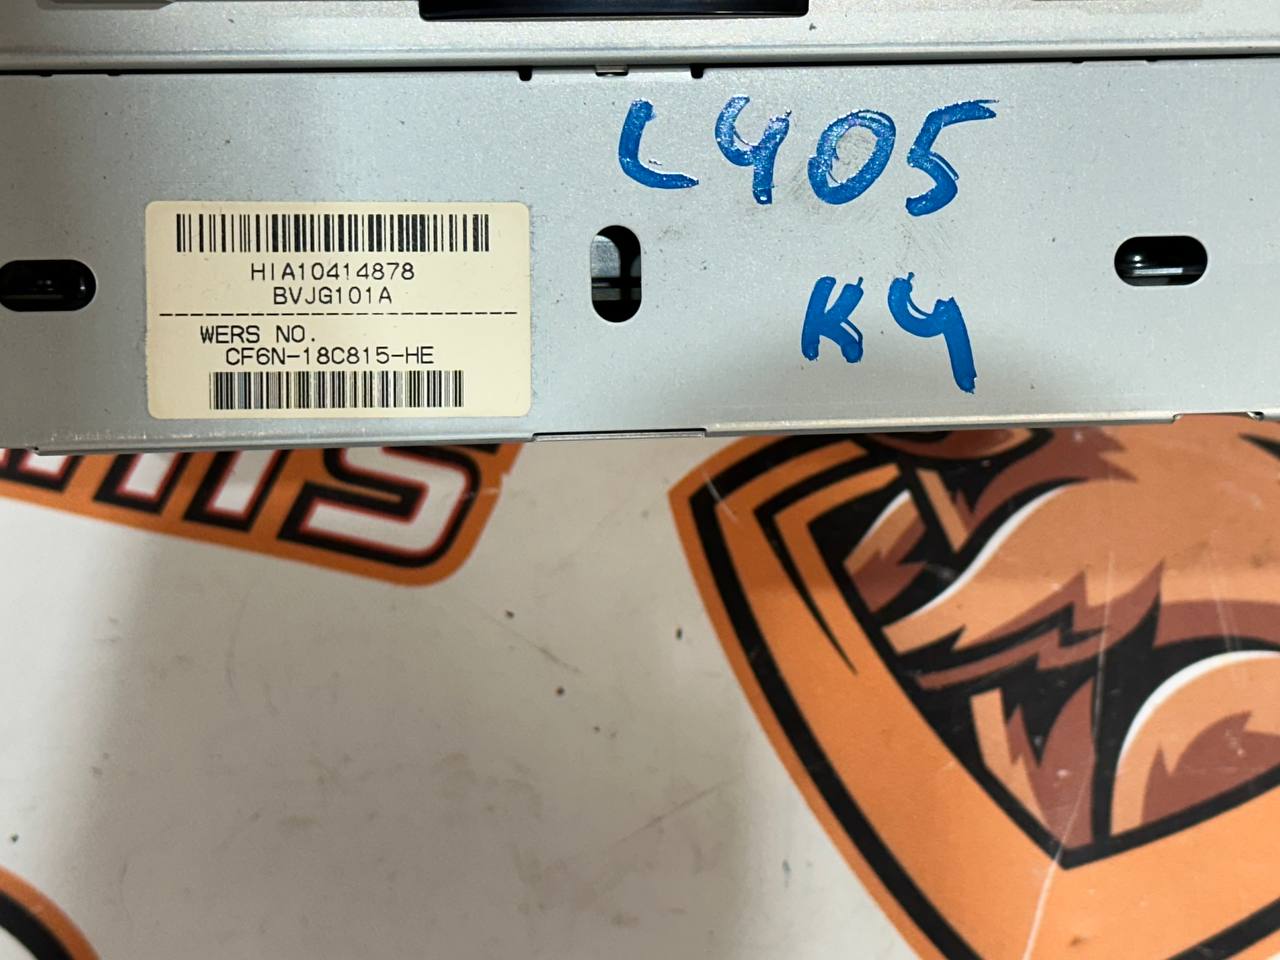 L405
HIA10414878
BVJG101A
K4
WERS NO.
CF6N-18C815-HE